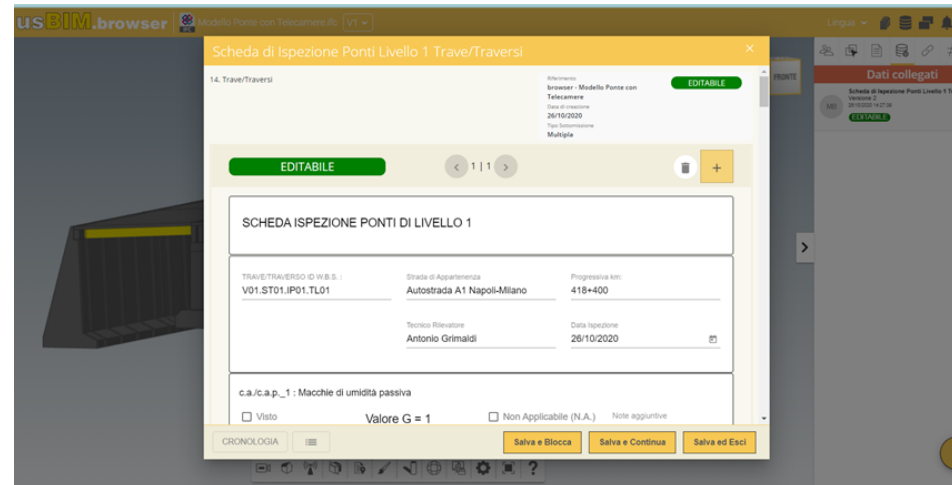 usBIM.browser
IFC
Modello Ponte con Telecamere.ifc
V1
Lingua
Scheda di Ispezione Ponti Livello 1 Trave/Traversi
×
14. Trave/Traversi
Riferimento
browser - Modello Ponte con
Telecamere
Data di creazione
26/10/2020
Tipo Sottomissione
Multipla
EDITABILE
FRONTE
Dati collegati
MB
Scheda di Ispezione Ponti Livello 1 Tr
Versione 2
EDITABILE
EDITABILE
< 1 | 1 >
+
SCHEDA ISPEZIONE PONTI DI LIVELLO 1
TRAVE/TRAVERSO ID W.B.S. :
V01.ST01.IP01.TL01
Strada di Appartenenza
Autostrada A1 Napoli-Milano
Progressiva km:
418+400
Tecnico Rilevatore
Antonio Grimaldi
Data Ispezione
26/10/2020
c.a./c.a.p._1 : Macchie di umidità passiva
Visto
Valore G = 1
Non Applicabile (N.A.)
Note aggiuntive
CRONOLOGIA
Salva e Blocca
Salva e Continua
Salva ed Esci
?